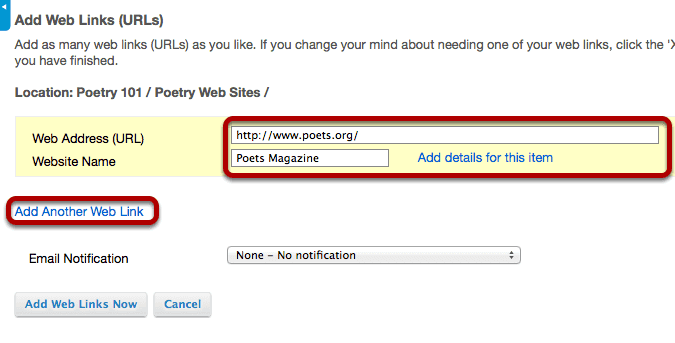 Add Web Links (URLs)
Add as many web links (URLs) as you like. If you change your mind about needing one of your web links, click the 'X
you have finished.
Location: Poetry 101 / Poetry Web Sites /
Web Address (URL) http://www.poets.org/
Website Name Poets Magazine Add details for this item
Add Another Web Link
Email Notification None – No notification
Add Web Links Now Cancel